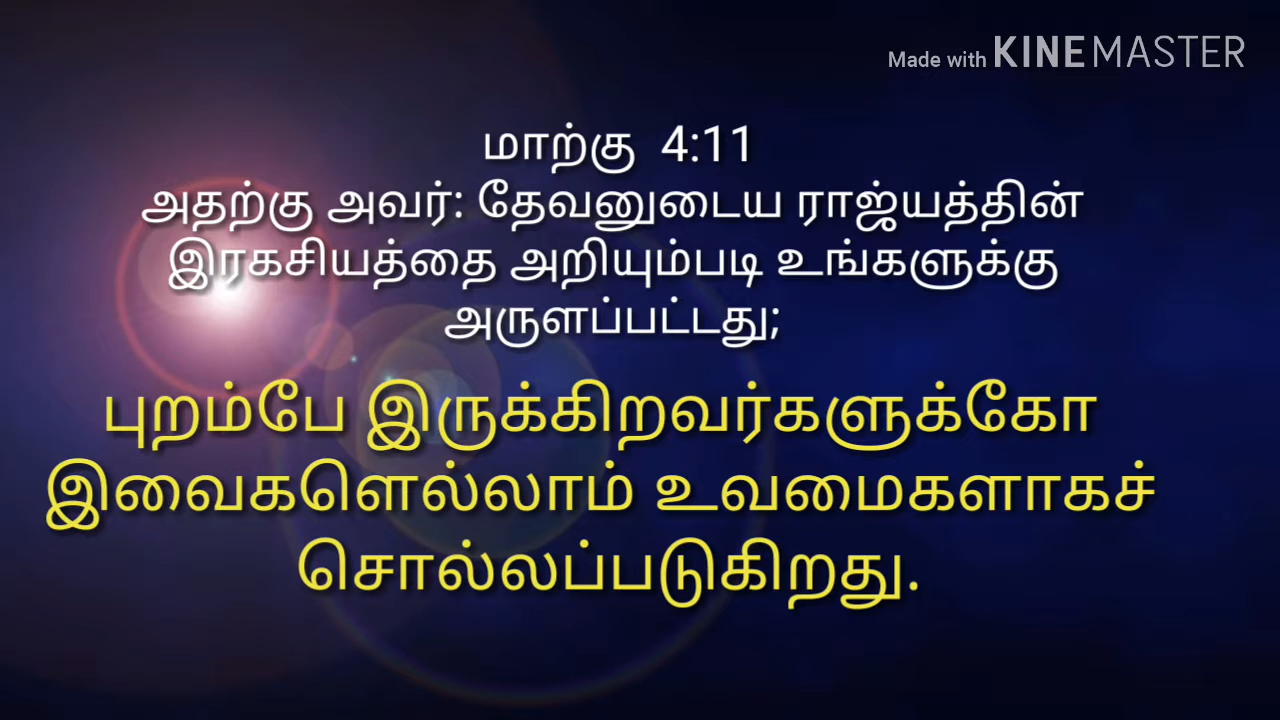 Made with KINEMASTER
மாற்கு 4:11
அதற்கு அவர்: தேவனுடைய ராஜ்யத்தின்
இரகசியத்தை அறியும்படி உங்களுக்கு
அருளப்பட்டது;
புறம்பே இருக்கிறவர்களுக்கோ
இவைகளெல்லாம் உவமைகளாகச்
சொல்லப்படுகிறது.